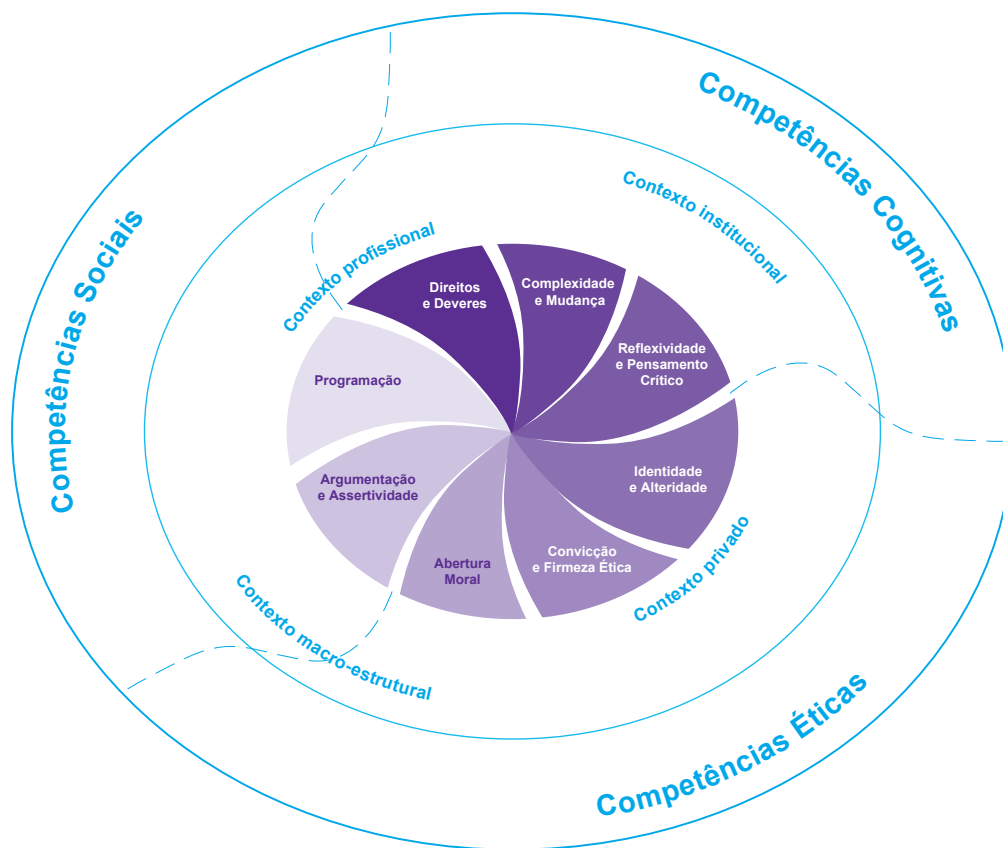 Competências Cognitivas
Contexto institucional
Competências Sociais
Contexto profissional
Direitos
e Deveres
Complexidade
e Mudança
Reflexividade
e Pensamento
Crítico
Programação
Identidade
e Alteridade
Argumentação
e Assertividade
Convicção
e Firmeza Ética
Abertura
Moral
Contexto privado
Contexto macro-estrutural
Competências Éticas